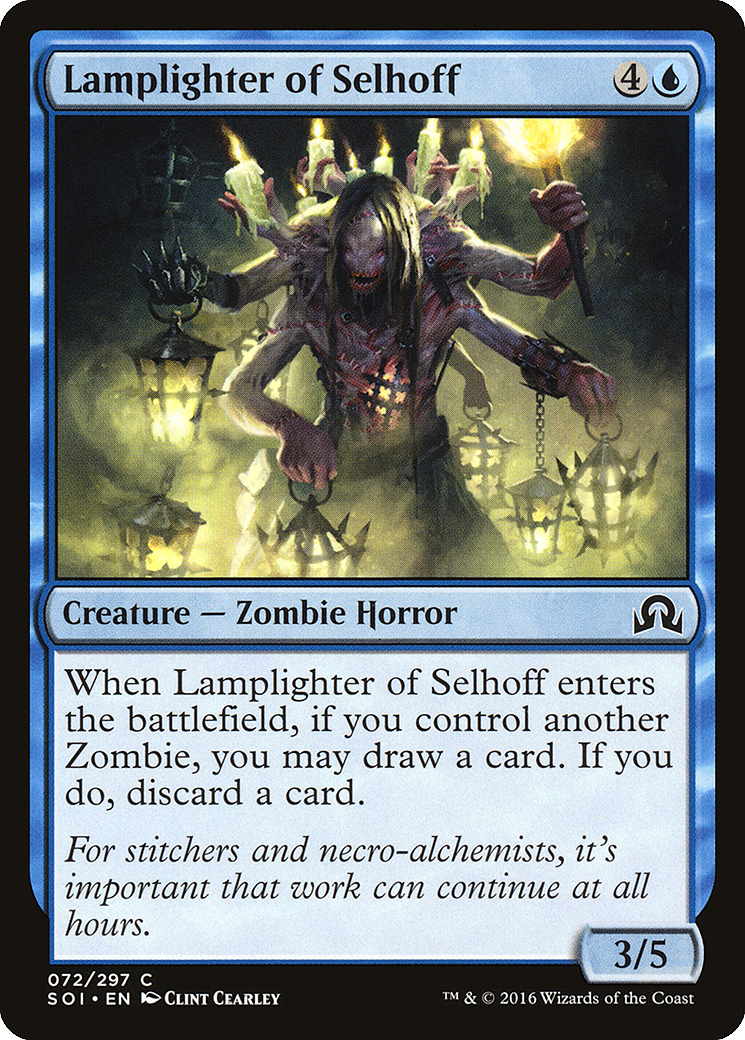 Lamplighter of Selhoff
4
Creature — Zombie Horror
When Lamplighter of Selhoff enters
the battlefield, if you control another
Zombie, you may draw a card. If you
do, discard a card.
For stitchers and necro-alchemists, it's
important that work can continue at all
hours.
3/5
072/297 C
SOI • EN CLINT CEARLEY
™ & © 2016 Wizards of the Coast